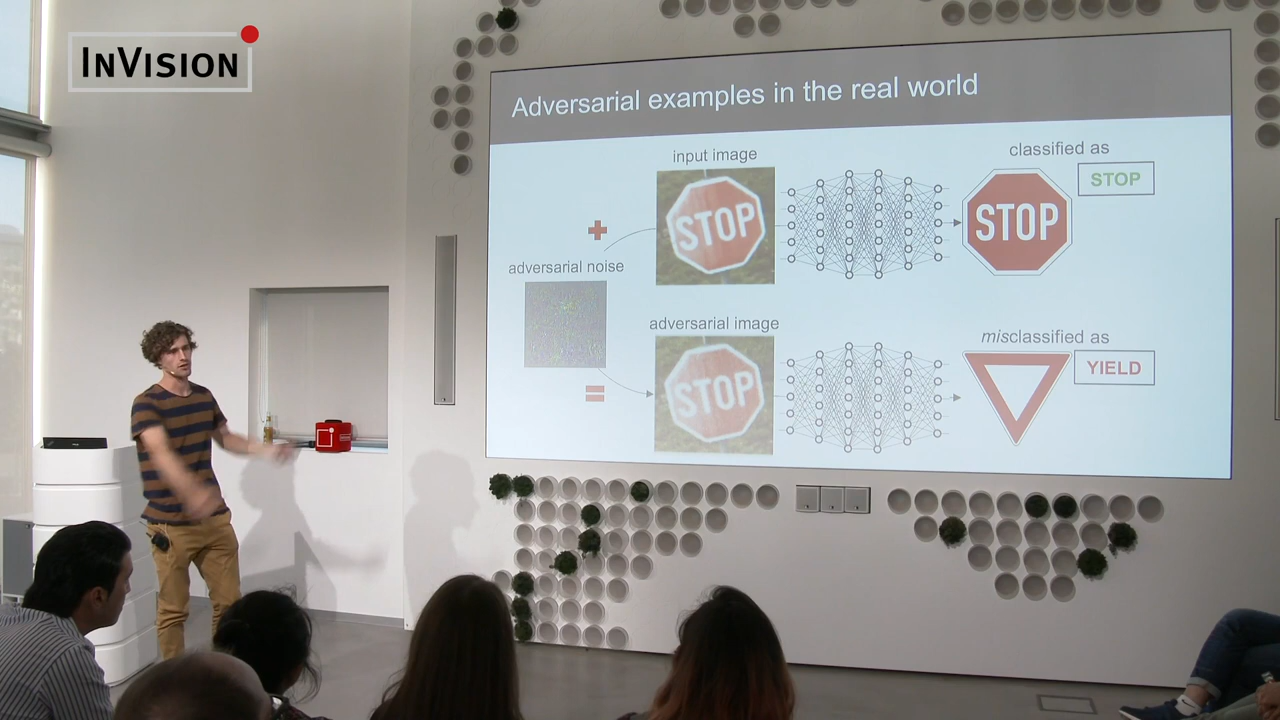 INVISION
Adversarial examples in the real world
input image
classified as
STOP
STOP
STOP
adversarial noise
adversarial image
misclassified as
YIELD
STOP